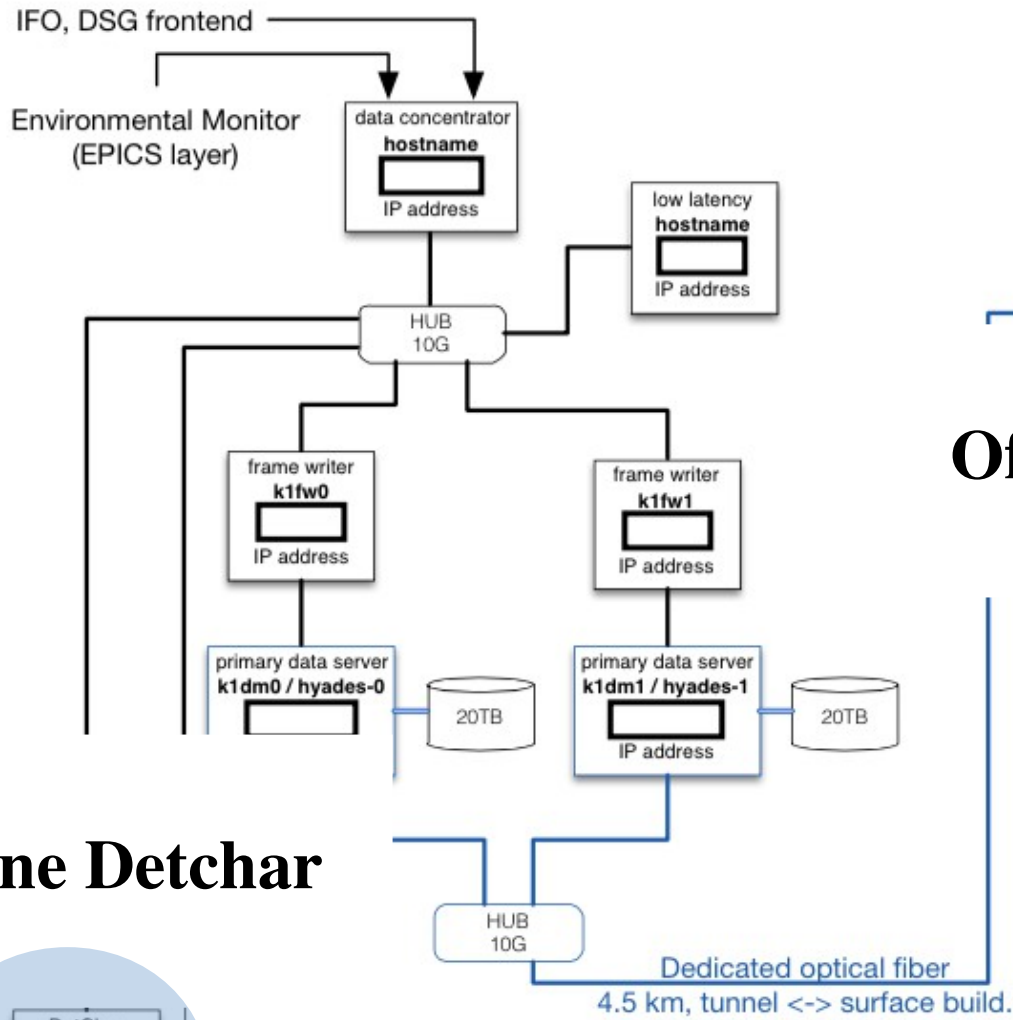 IFO, DSG frontend
Environmental Monitor
(EPICS layer)
data concentrator
hostname
IP address
low latency
hostname
IP address
HUB
10G
frame writer
k1fw0
IP address
frame writer
k1fw1
IP address
primary data server
k1dm0 / hyades-0
20TB
primary data server
k1dm1 / hyades-1
IP address
20TB
ne Detchar
HUB
10G
Dedicated optical fiber
4.5 km, tunnel <-> surface build.